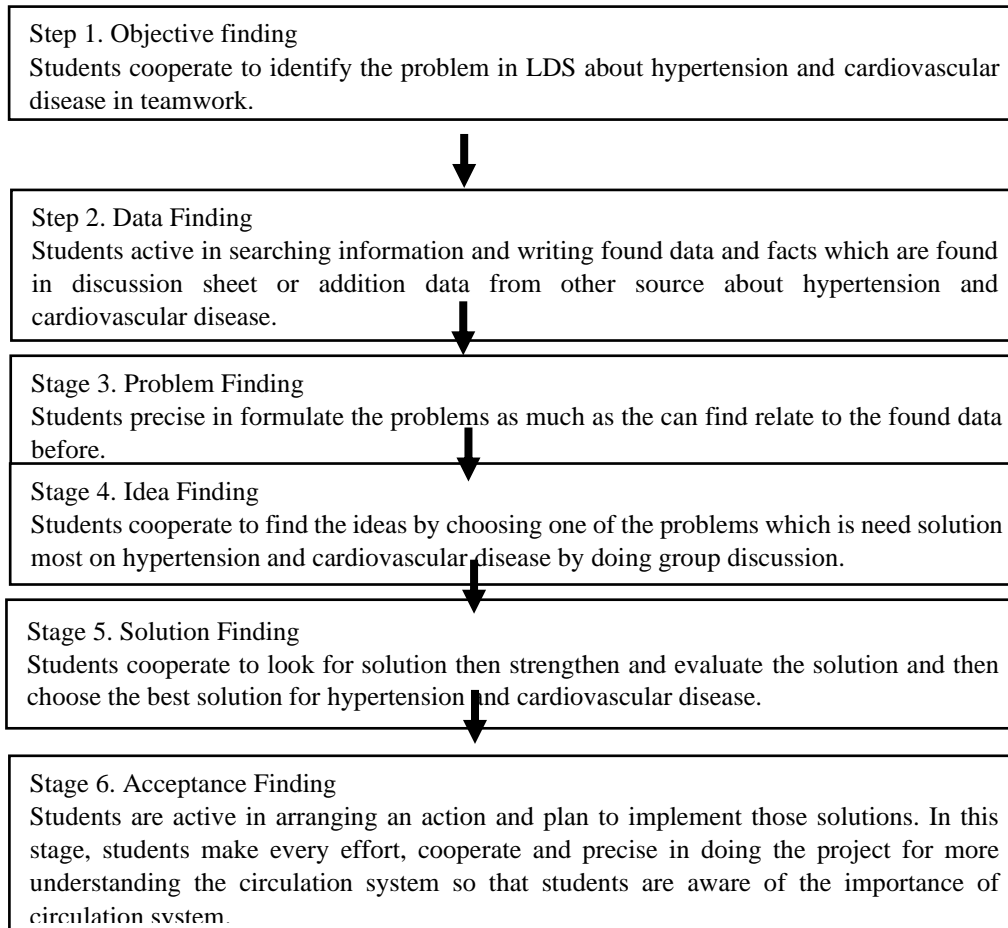 Step 1. Objective finding
Students cooperate to identify the problem in LDS about hypertension and cardiovascular
disease in teamwork.
Step 2. Data Finding
Students active in searching information and writing found data and facts which are found
in discussion sheet or addition data from other source about hypertension and
cardiovascular disease.
Stage 3. Problem Finding
Students precise in formulate the problems as much as the can find relate to the found data
before.
Stage 4. Idea Finding
Students cooperate to find the ideas by choosing one of the problems which is need solution
most on hypertension and cardiovascular disease by doing group discussion.
Stage 5. Solution Finding
Students cooperate to look for solution then strengthen and evaluate the solution and then
choose the best solution for hypertension and cardiovascular disease.
Stage 6. Acceptance Finding
Students are active in arranging an action and plan to implement those solutions. In this
stage, students make every effort, cooperate and precise in doing the project for more
understanding the circulation system so that students are aware of the importance of
circulation system.